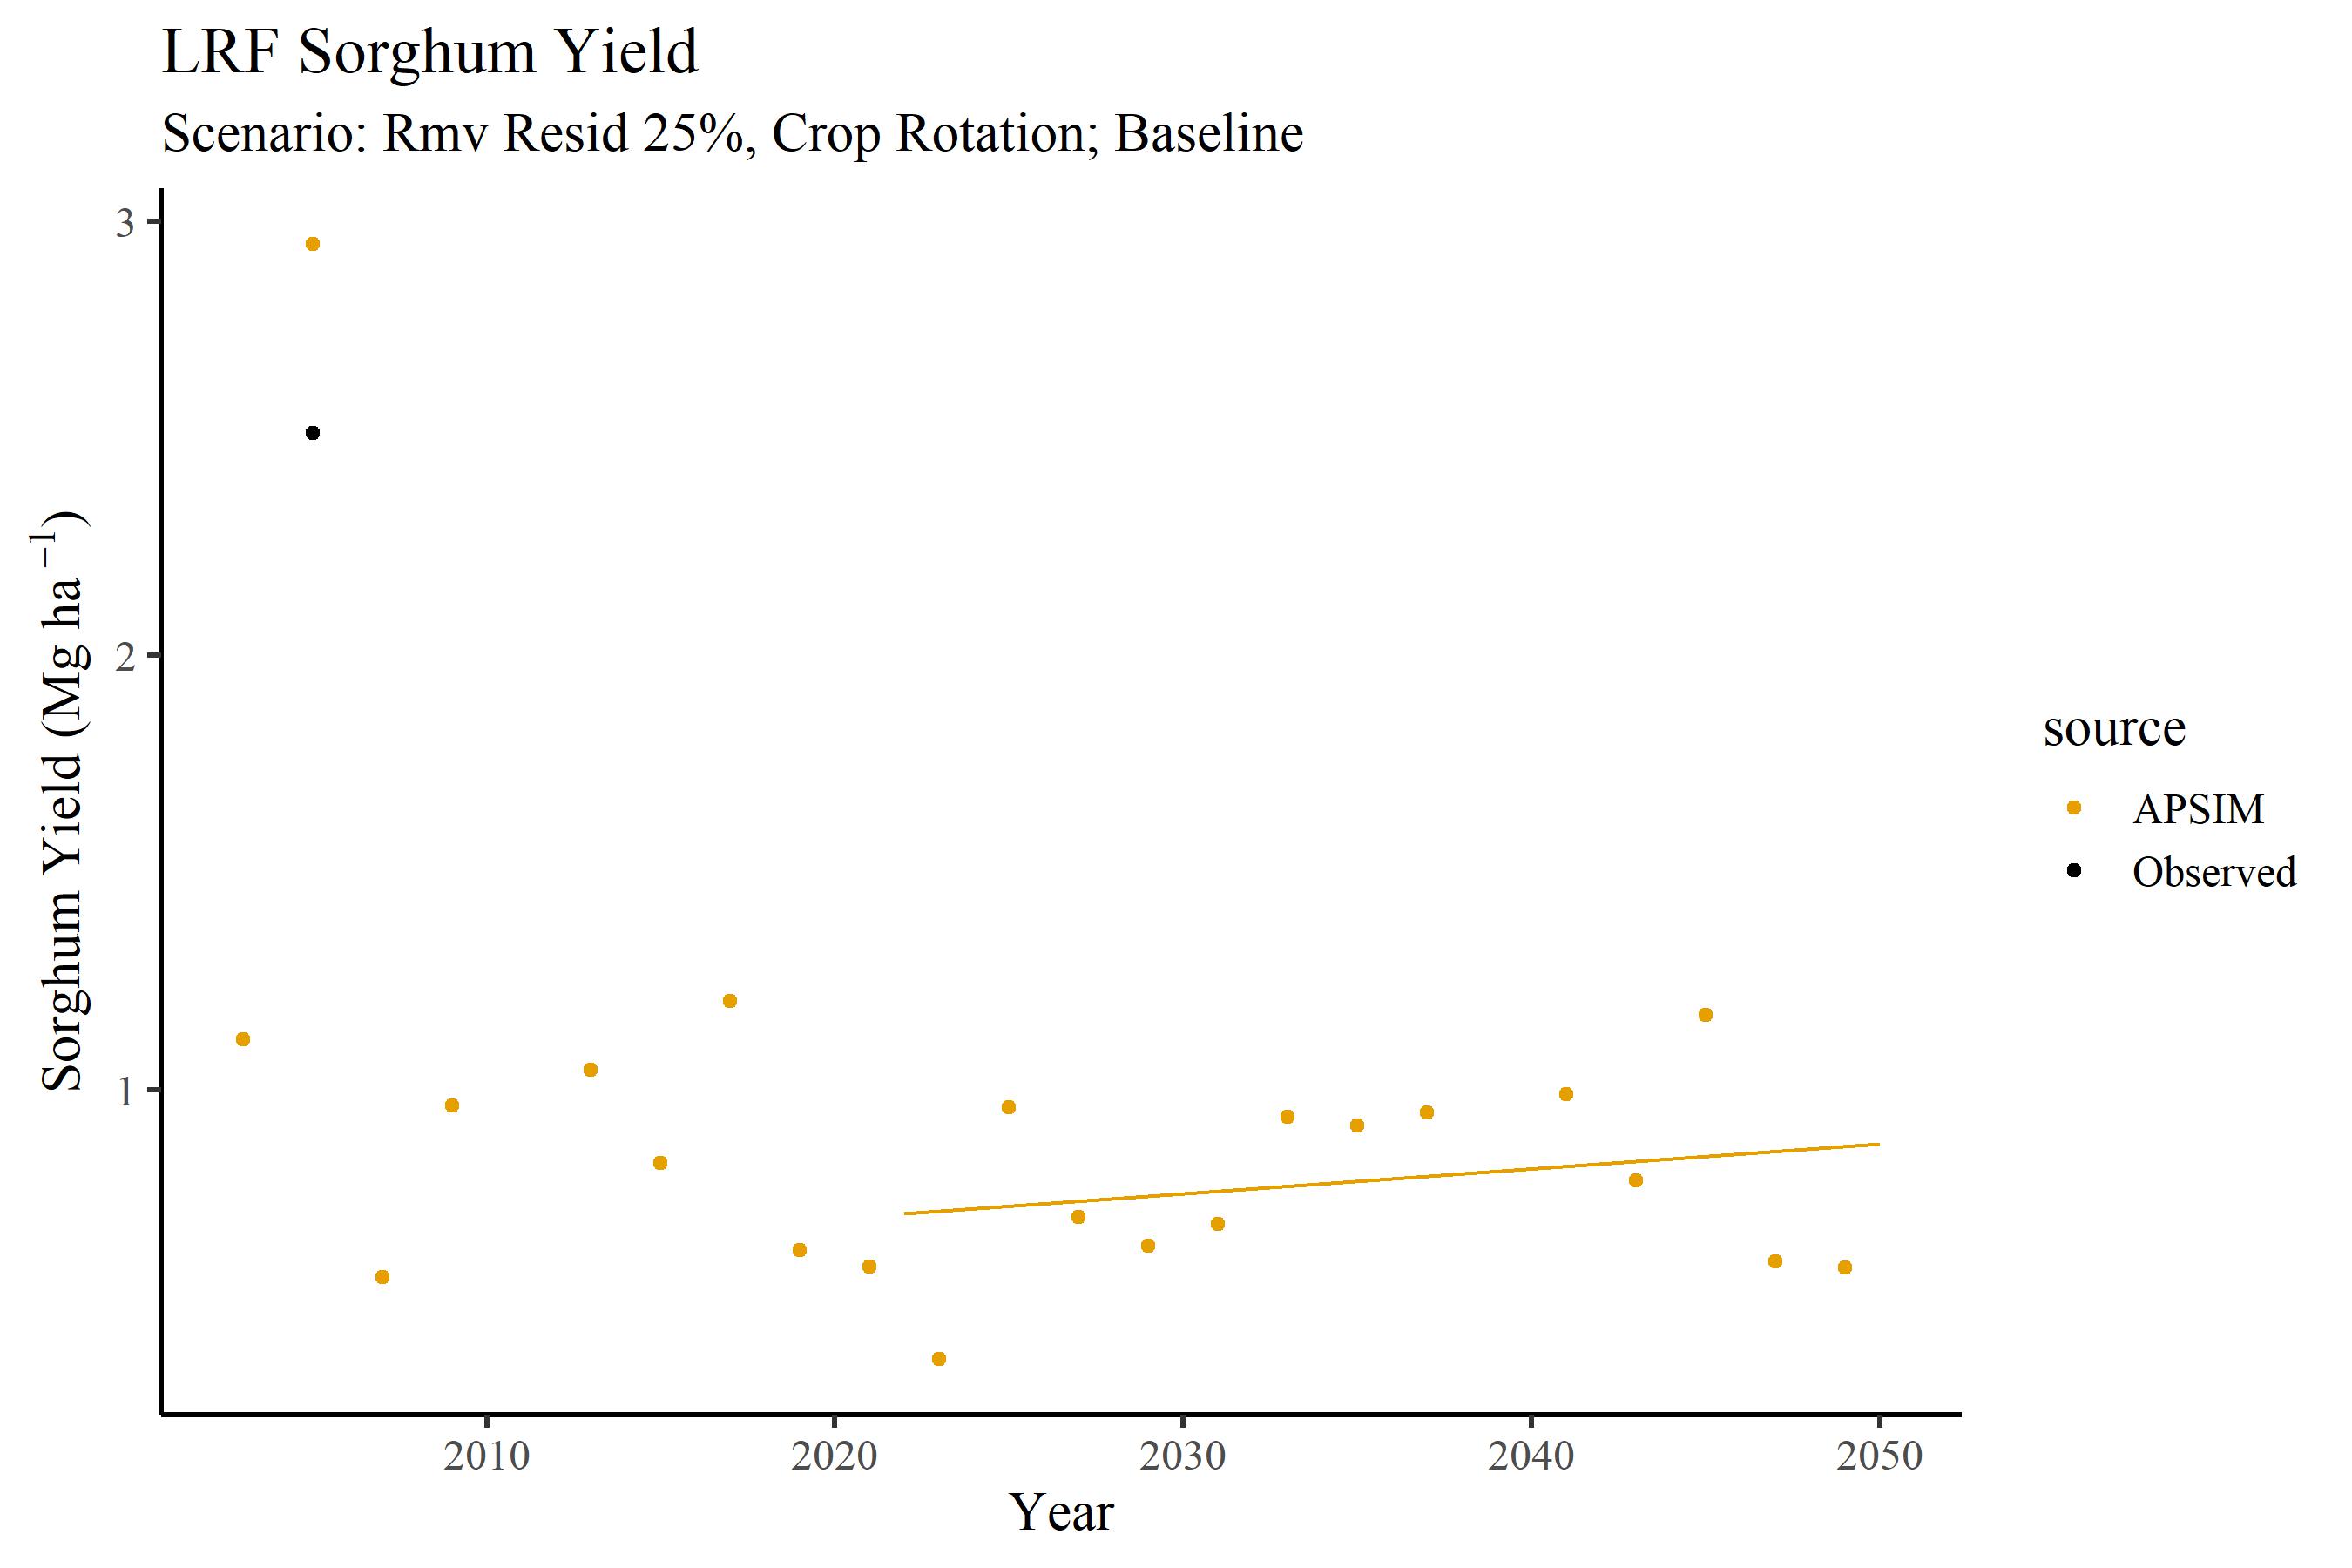 LRF Sorghum Yield
Scenario: Rmv Resid 25%, Crop Rotation; Baseline
Sorghum Yield (Mg ha⁻¹)
3
2
1
2010
2020
2030
2040
2050
Year
source
APSIM
Observed